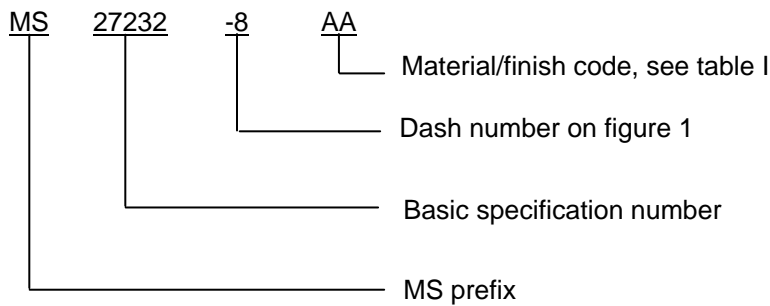 MS 27232 -8 AA
Material/finish code, see table I
Dash number on figure 1
Basic specification number
MS prefix